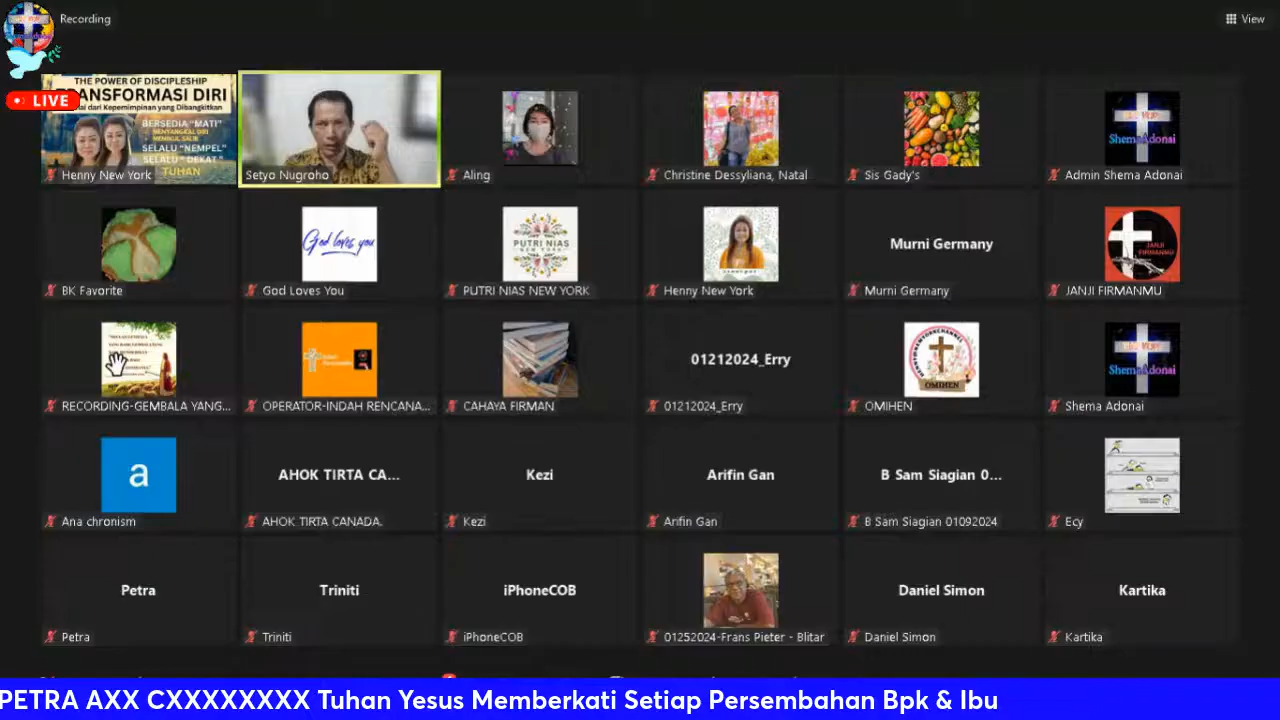 Recording
View
LIVE
THE POWER OF DISCIPLESHIP
TRANSFORMASI DIRI
dari Kepemimpinan yang Dibangkitkan
BERSEDIA "MATI"
SELALU "NEMPEL"
SELALU "DEKAT"
TUHAN
Henny New York
Setyo Nugroho
Aling
Christine Dessyliana, Natal
Sis Gady's
Shema Adonai
Admin Shema Adonai
BK Favorite
God loves you
God Loves You
PUTRI NIAS
NEW YORK
PUTRI NIAS NEW YORK
Henny New York
Murni Germany
Murni Germany
JANJI
FIRMANMU
JANJI FIRMANMU
RECORDING-GEMBALA YANG...
OPERATOR-INDAH RENCANA...
CAHAYA FIRMAN
01212024_Erry
01212024_Erry
OMIHEN
OMIHEN
ShemaAdonai
Shema Adonai
a
Ana chronism
AHOK TIRTA CA...
AHOK TIRTA CANADA.
Kezi
Kezi
Arifin Gan
Arifin Gan
B Sam Siagian 0...
B Sam Siagian 01092024
Ecy
Petra
Petra
Triniti
Triniti
iPhoneCOB
iPhoneCOB
01252024-Frans Pieter - Blitar
Daniel Simon
Daniel Simon
Kartika
Kartika
PETRA AXX CXXXXXXXX Tuhan Yesus Memberkati Setiap Persembahan Bpk & Ibu